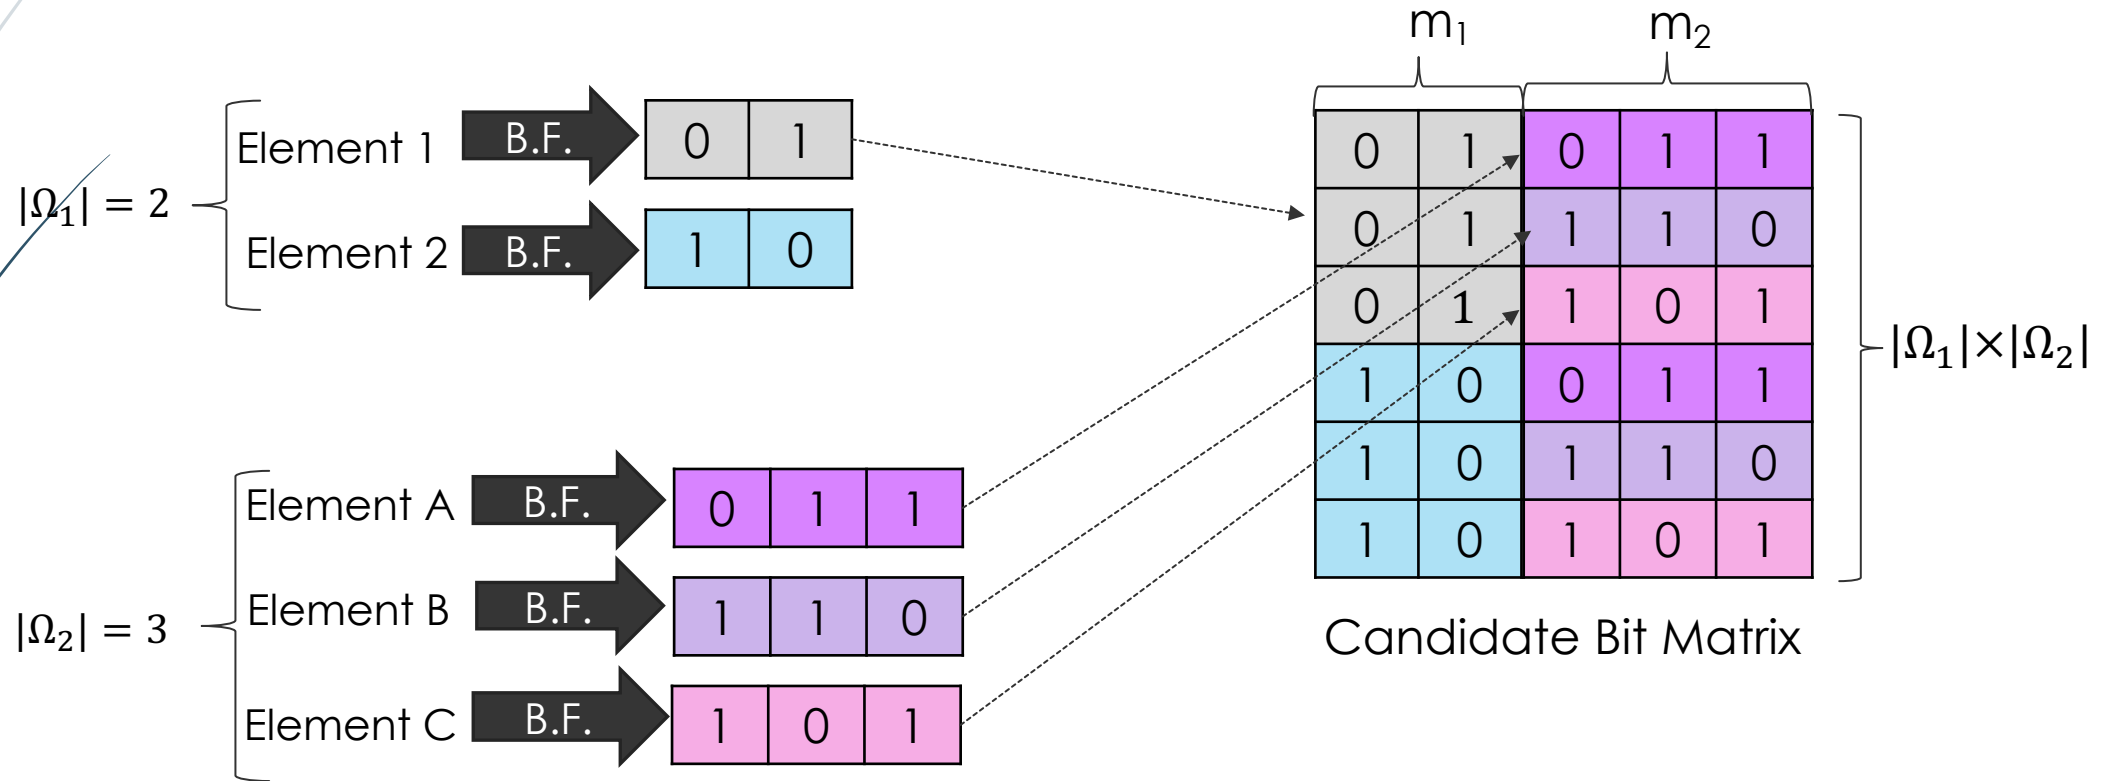 |Ω₁| = 2
Element 1 B.F. 0 1
Element 2 B.F. 1 0
|Ω₂| = 3
Element A B.F. 0 1 1
Element B B.F. 1 1 0
Element C B.F. 1 0 1
m₁ m₂
0 1 0 1 1
0 1 1 1 0
0 1 1 0 1
1 0 0 1 1
1 0 1 1 0
1 0 1 0 1
|Ω₁|×|Ω₂|
Candidate Bit Matrix